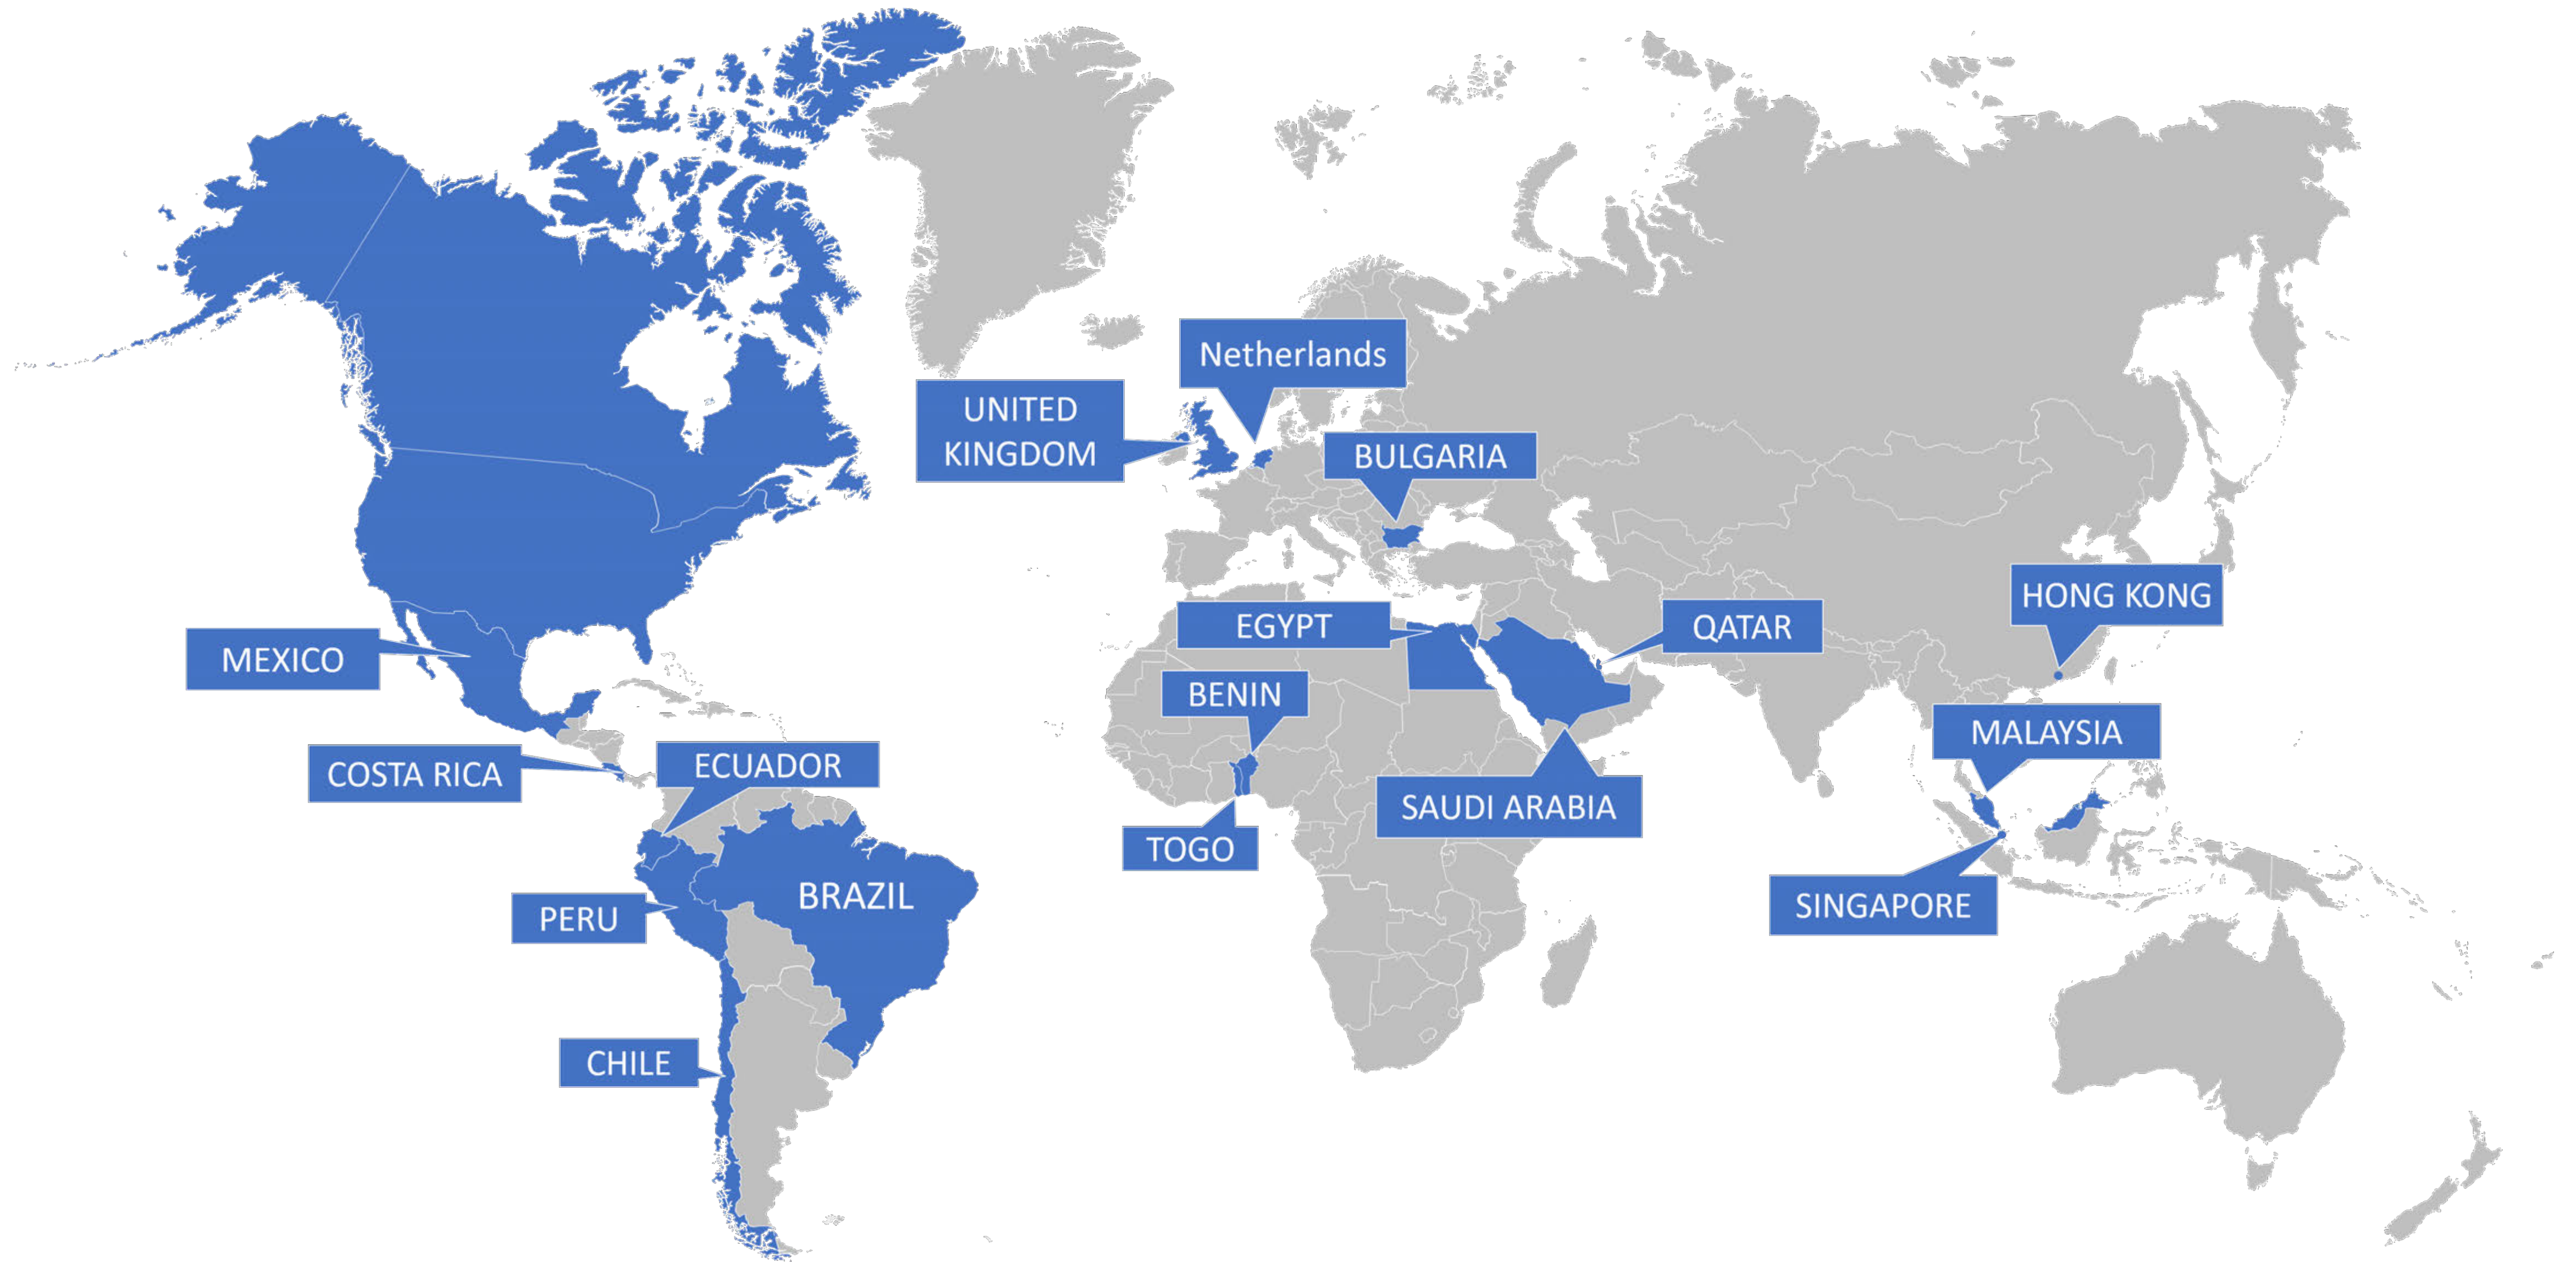 Netherlands
UNITED
KINGDOM
BULGARIA
HONG KONG
EGYPT
QATAR
MEXICO
BENIN
MALAYSIA
COSTA RICA
ECUADOR
SAUDI ARABIA
TOGO
BRAZIL
PERU
SINGAPORE
CHILE